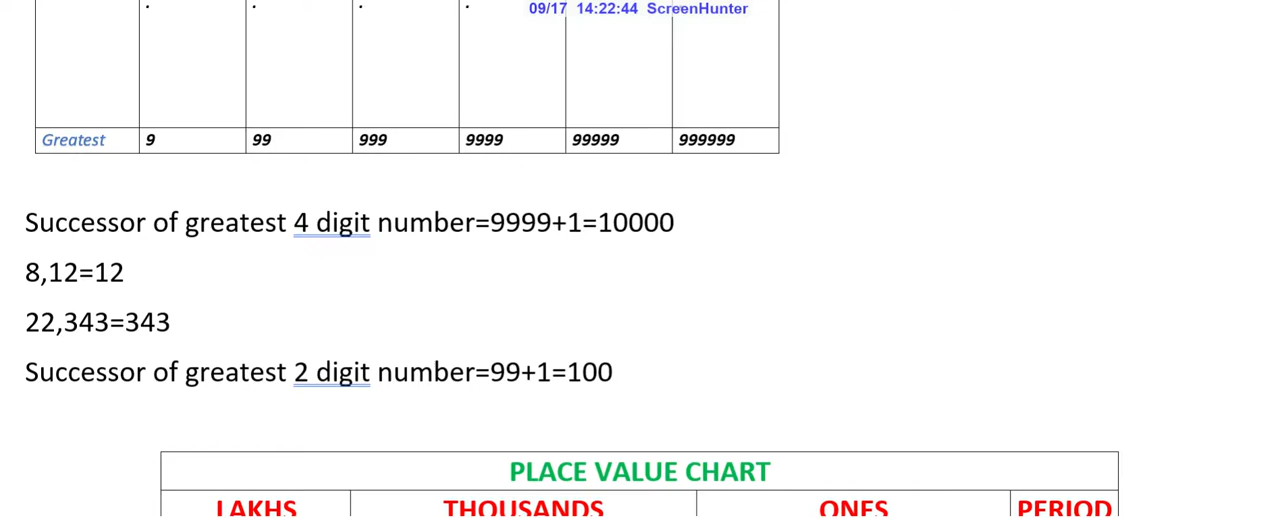 . . . . 09/17 14:22:44 ScreenHunter
Greatest 9 99 999 9999 99999 999999
Successor of greatest 4 digit number=9999+1=10000
8,12=12
22,343=343
Successor of greatest 2 digit number=99+1=100
PLACE VALUE CHART
LAKHS THOUSANDS ONES PERIOD